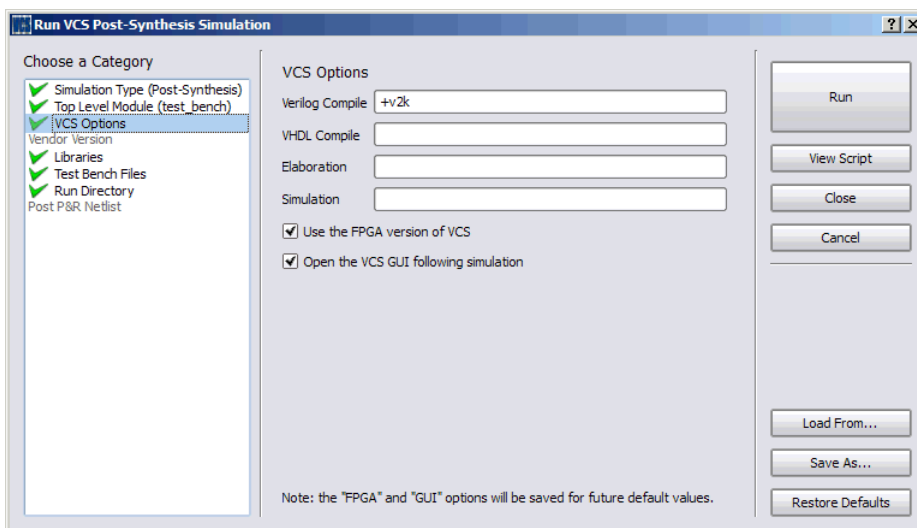 Run VCS Post-Synthesis Simulation
Choose a Category
Simulation Type (Post-Synthesis)
Top Level Module (test_bench)
VCS Options
Vendor Version
Libraries
Test Bench Files
Run Directory
Post P&R Netlist
VCS Options
Verilog Compile +v2k
VHDL Compile
Elaboration
Simulation
Use the FPGA version of VCS
Open the VCS GUI following simulation
Note: the "FPGA" and "GUI" options will be saved for future default values.
Run
View Script
Close
Cancel
Load From...
Save As...
Restore Defaults